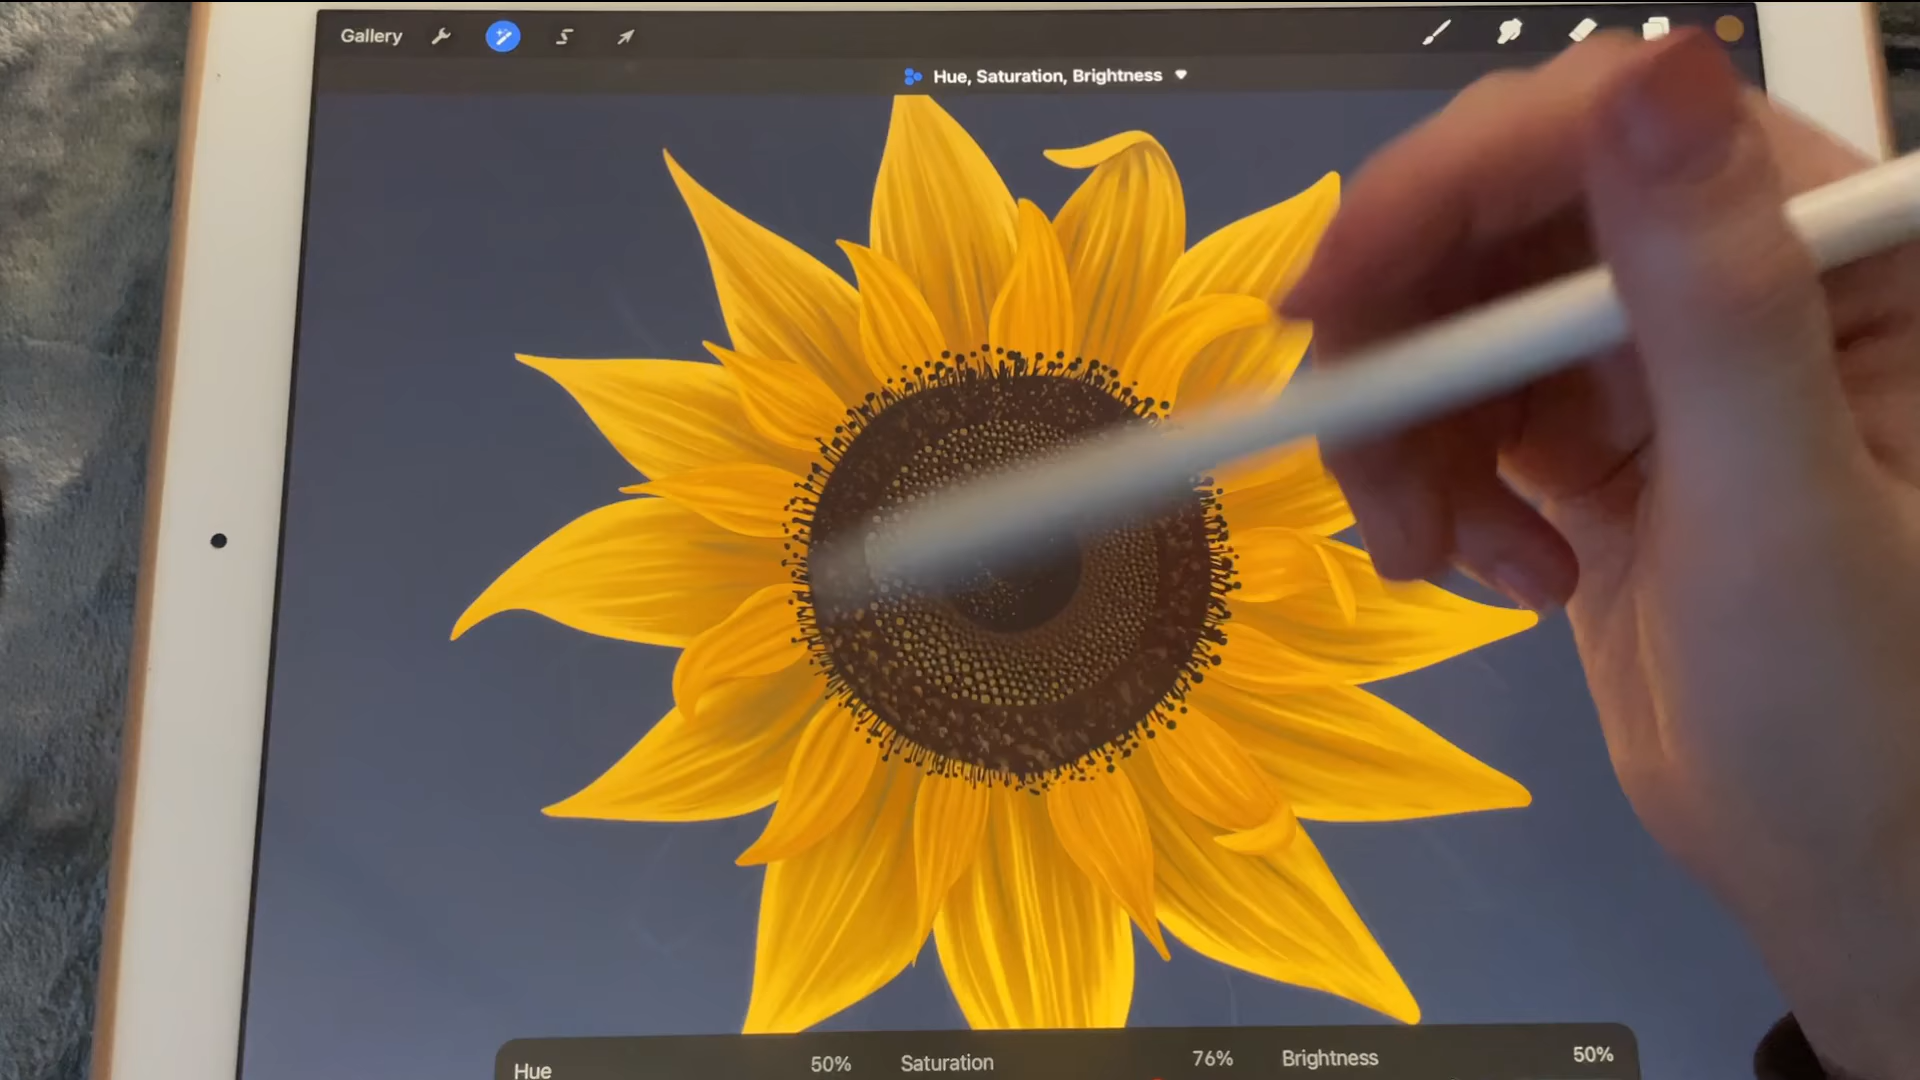 Gallery
Hue, Saturation, Brightness
Hue 50% Saturation 76% Brightness 50%